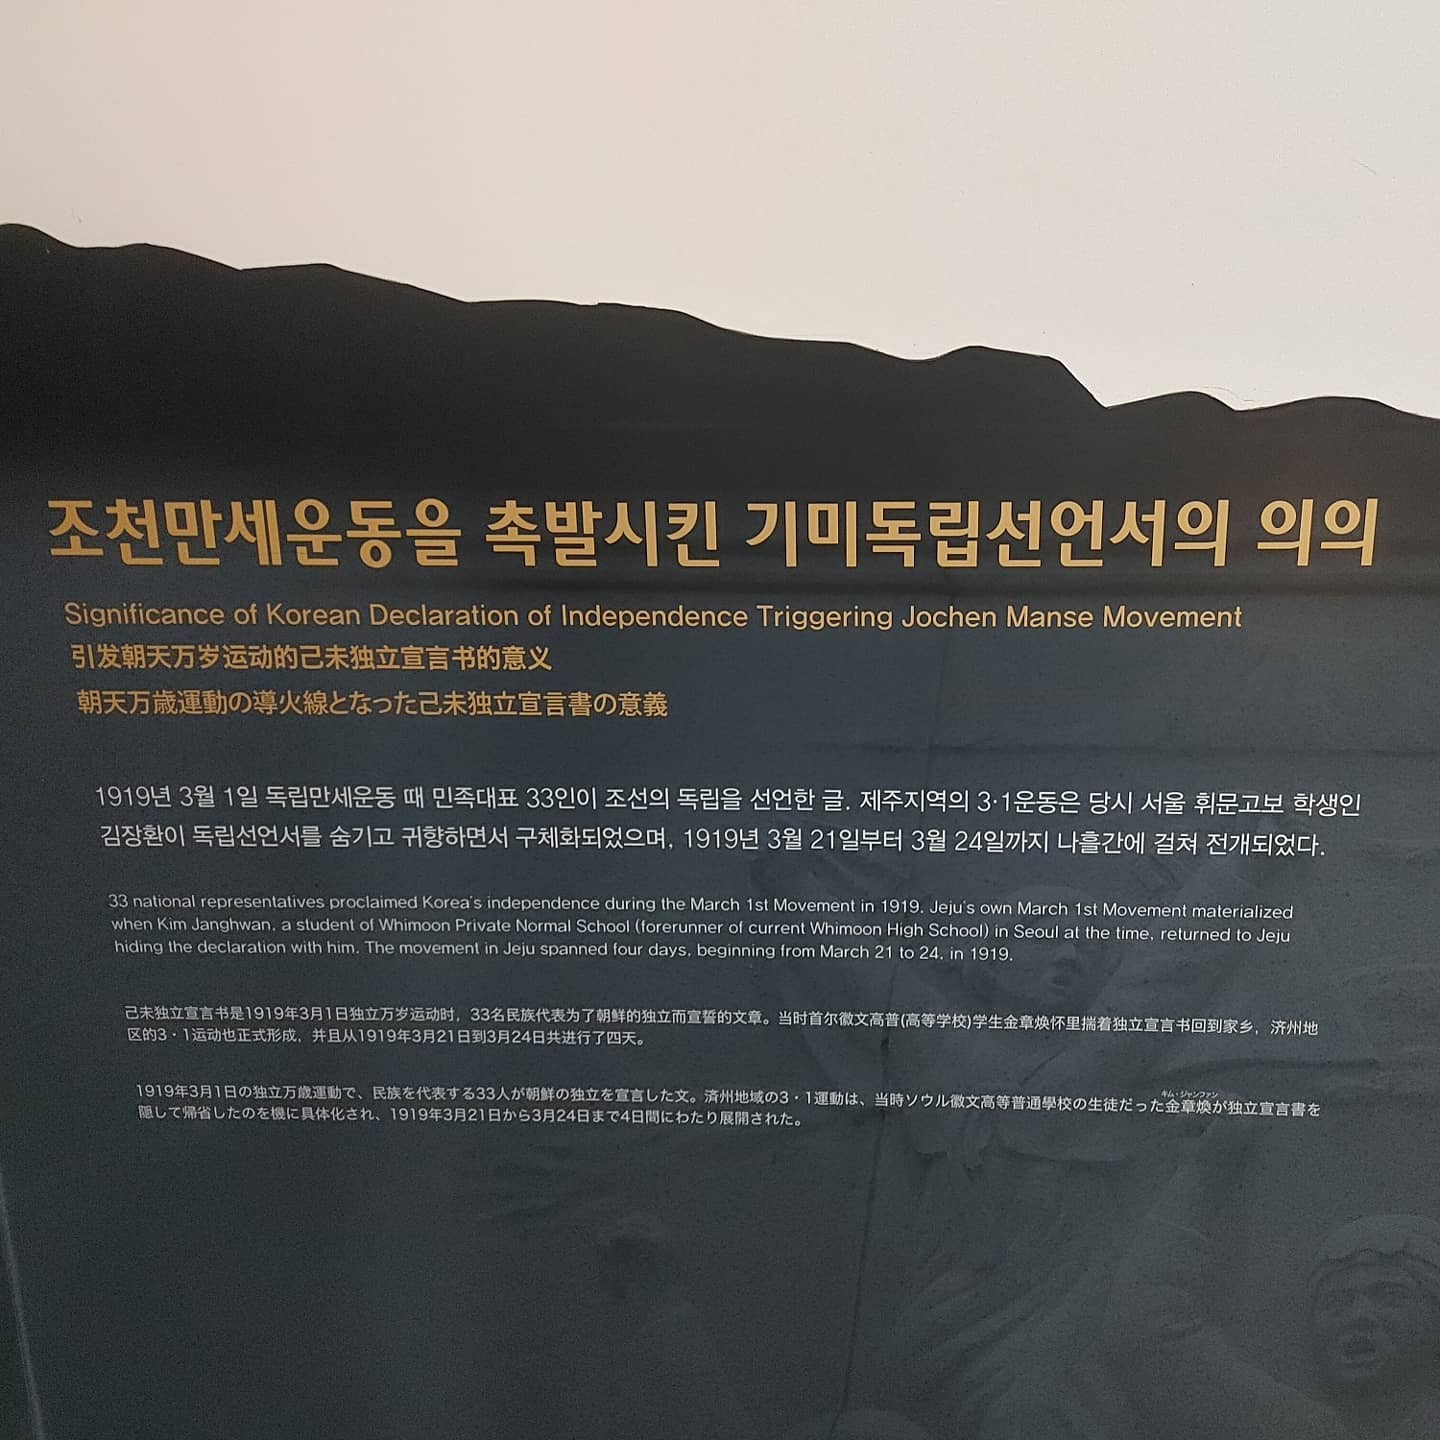 조천만세운동을 촉발시킨 기미독립선언서의 의의
Significance of Korean Declaration of Independence Triggering Jochen Manse Movement
引发朝天万岁运动的己未独立宣言书的意义
朝天万歳運動の導火線となった己未独立宣言書の意義
1919년 3월 1일 독립만세운동 때 민족대표 33인이 조선의 독립을 선언한 글. 제주지역의 3·1운동은 당시 서울 휘문고보 학생인
김장환이 독립선언서를 숨기고 귀향하면서 구체화되었으며, 1919년 3월 21일부터 3월 24일까지 나흘간에 걸쳐 전개되었다.
33 national representatives proclaimed Korea's independence during the March 1st Movement in 1919. Jeju's own March 1st Movement materialized
when Kim Janghwan, a student of Whimoon Private Normal School (forerunner of current Whimoon High School) in Seoul at the time, returned to Jeju
hiding the declaration with him. The movement in Jeju spanned four days, beginning from March 21 to 24, in 1919.
己未独立宣言书是1919年3月1日独立万岁运动时，33名民族代表为了朝鲜的独立而宣誓的文章。当时首尔徽文高普(高等学校)学生金章焕怀里揣着独立宣言书回到家乡，济州地
区的3·1运动也正式形成，并且从1919年3月21日到3月24日共进行了四天。
1919年3月1日の独立万歳運動で、民族を代表する33人が朝鮮の独立を宣言した文。済州地域の3·1運動は、当時ソウル徽文高等普通學校の生徒だった金章煥が独立宣言書を
キム·ジャンファン
隠して帰省したのを機に具体化され、1919年3月21日から3月24日まで4日間にわたり展開された。